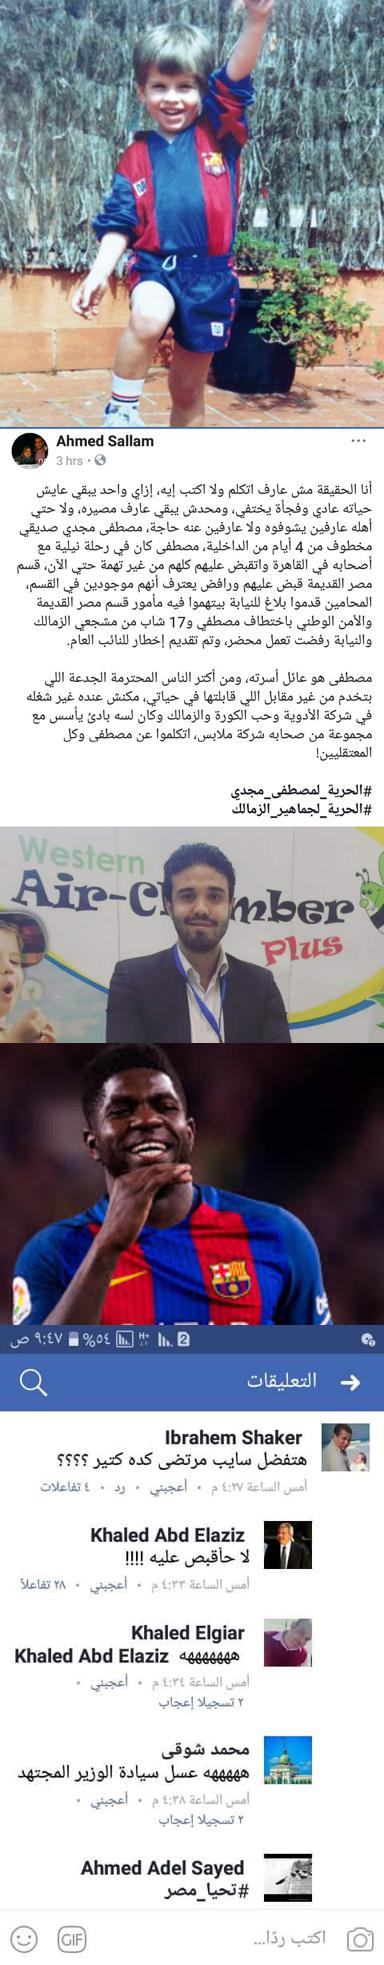 Ahmed Sallam
3 hrs
أنا الحقيقة مش عارف اتكلم ولا اكتب إيه، إزاي واحد يبقي عايش
حياته عادي وفجأة يختفي، ومحدش يبقي عارف مصيره، ولا حتي
أهله عارفين يشوفوه ولا عارفين عنه حاجة، مصطفى مجدي صديقي
مخطوف من 4 أيام من الداخلية، مصطفى كان في رحلة نيلية مع
أصحابه في القاهرة واتقبض عليهم كلهم من غير تهمة حتي الآن، قسم
مصر القديمة قبض عليهم ورافض يعترف أنهم موجودين في القسم،
المحامين قدموا بلاغ للنيابة بيتهموا فيه مأمور قسم مصر القديمة
والأمن الوطني باختطاف مصطفي و17 شاب من مشجعي الزمالك
والنيابة رفضت تعمل محضر، وتم تقديم إخطار للنائب العام.
مصطفى هو عائل أسرته، ومن أكتر الناس المحترمة الجدعة اللي
بتخدم من غير مقابل اللي قابلتها في حياتي، مكنش عنده غير شغله
في شركة الأدوية وحب الكورة والزمالك وكان لسه بادئ يأسس مع
مجموعة من صحابه شركة ملابس، اتكلموا عن مصطفى وكل
المعتقليين!
#الحرية_لمصطفى_مجدي
#الحرية_لجماهير_الزمالك
Western
Air-Ch mber
Plus
٩:٤٧ ص %٥٤ H+ 2
التعليقات
Ibrahem Shaker
هتفضل سايب مرتضى كده كتير ؟؟؟؟
أمس الساعة ٤:٢٧ م • أعجبني • رد • ٤ تفاعلات
Khaled Abd Elaziz
لا حأقبص عليه !!!!
أمس الساعة ٤:٣٣ م • أعجبني • ٢٨ تفاعلاً
Khaled Elgiar
Khaled Abd Elaziz ههههههههه
أمس الساعة ٤:٣٤ م • أعجبني •
٢ تسجيلا إعجاب
محمد شوقى
هههههه عسل سيادة الوزير المجتهد
أمس الساعة ٤:٣٨ م • أعجبني •
٢ تسجيلا إعجاب
Ahmed Adel Sayed
#تحيا_مصر
اكتب ردًا...
GIF